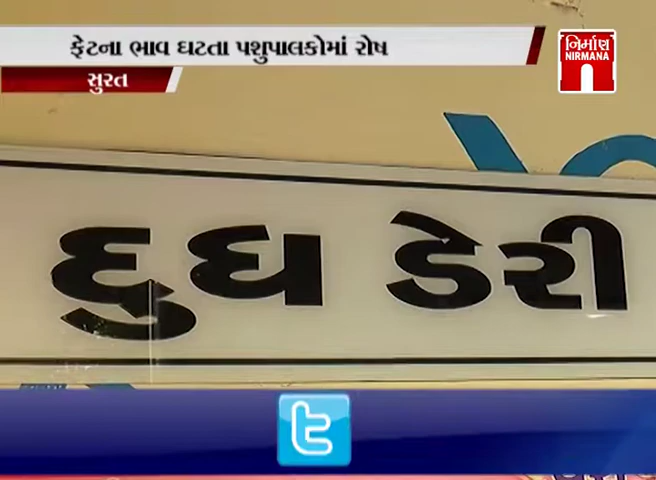 ફેટના ભાવ ઘટતા પશુપાલકોમાં રોષ
નિર્માણ
NIRMANA
સુરત
દુધ ડેરી